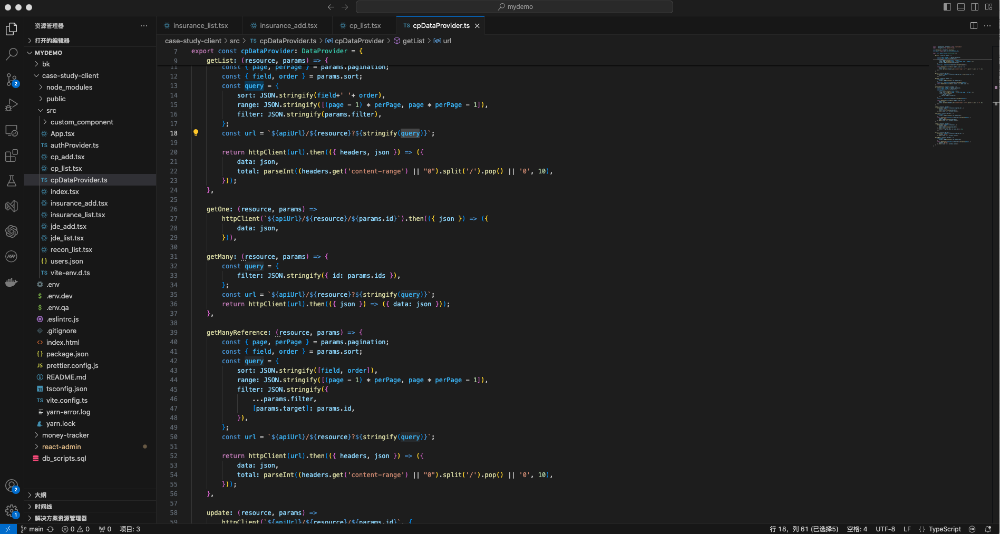 mydemo
资源管理器
打开的编辑器
MYDEMO
bk
case-study-client
node_modules
public
src
custom_component
App.tsx
TS authProvider.ts
cp_add.tsx
cp_list.tsx
TS cpDataProvider.ts
index.tsx
insurance_add.tsx
insurance_list.tsx
jde_add.tsx
jde_list.tsx
recon_list.tsx
{} users.json
TS vite-env.d.ts
.env
$ .env.dev
$ .env.qa
.eslintrc.js
.gitignore
<> index.html
{} package.json
JS prettier.config.js
README.md
tsconfig.json
TS vite.config.ts
yarn-error.log
yarn.lock
money-tracker
react-admin
db_scripts.sql
大纲
时间线
解决方案资源管理器
2
2
1
insurance_list.tsx
insurance_add.tsx
cp_list.tsx
TS cpDataProvider.ts
case-study-client > src > TS cpDataProvider.ts > cpDataProvider > getList > url
7 export const cpDataProvider: DataProvider = {
9 getList: (resource, params) => {
11 const { page, perPage } = params.pagination;
12 const { field, order } = params.sort;
13 const query = {
14 sort: JSON.stringify(field+' '+ order),
15 range: JSON.stringify([(page - 1) * perPage, page * perPage - 1]),
16 filter: JSON.stringify(params.filter),
17 };
18 const url = `${apiUrl}/${resource}?${stringify(query)}`;
19
20 return httpClient(url).then(({ headers, json }) => ({
21 data: json,
22 total: parseInt((headers.get('content-range') || "0").split('/').pop() || '0', 10),
23 }));
24 },
25
26 getOne: (resource, params) =>
27 httpClient(`${apiUrl}/${resource}/${params.id}`).then(({ json }) => ({
28 data: json,
29 })),
30
31 getMany: (resource, params) => {
32 const query = {
33 filter: JSON.stringify({ id: params.ids }),
34 };
35 const url = `${apiUrl}/${resource}?${stringify(query)}`;
36 return httpClient(url).then(({ json }) => ({ data: json }));
37 },
38
39 getManyReference: (resource, params) => {
40 const { page, perPage } = params.pagination;
41 const { field, order } = params.sort;
42 const query = {
43 sort: JSON.stringify([field, order]),
44 range: JSON.stringify([(page - 1) * perPage, page * perPage - 1]),
45 filter: JSON.stringify({
46 ...params.filter,
47 [params.target]: params.id,
48 }),
49 };
50 const url = `${apiUrl}/${resource}?${stringify(query)}`;
51
52 return httpClient(url).then(({ headers, json }) => ({
53 data: json,
54 total: parseInt((headers.get('content-range') || "0").split('/').pop() || '0', 10),
55 }));
56 },
57
58 update: (resource, params) =>
59 httpClient(`${apiUrl}/${resource}/${params.id}`, {
main 0 0 0 项目: 3
行 18, 列 61 (已选择5) 空格: 4 UTF-8 LF {} TypeScript